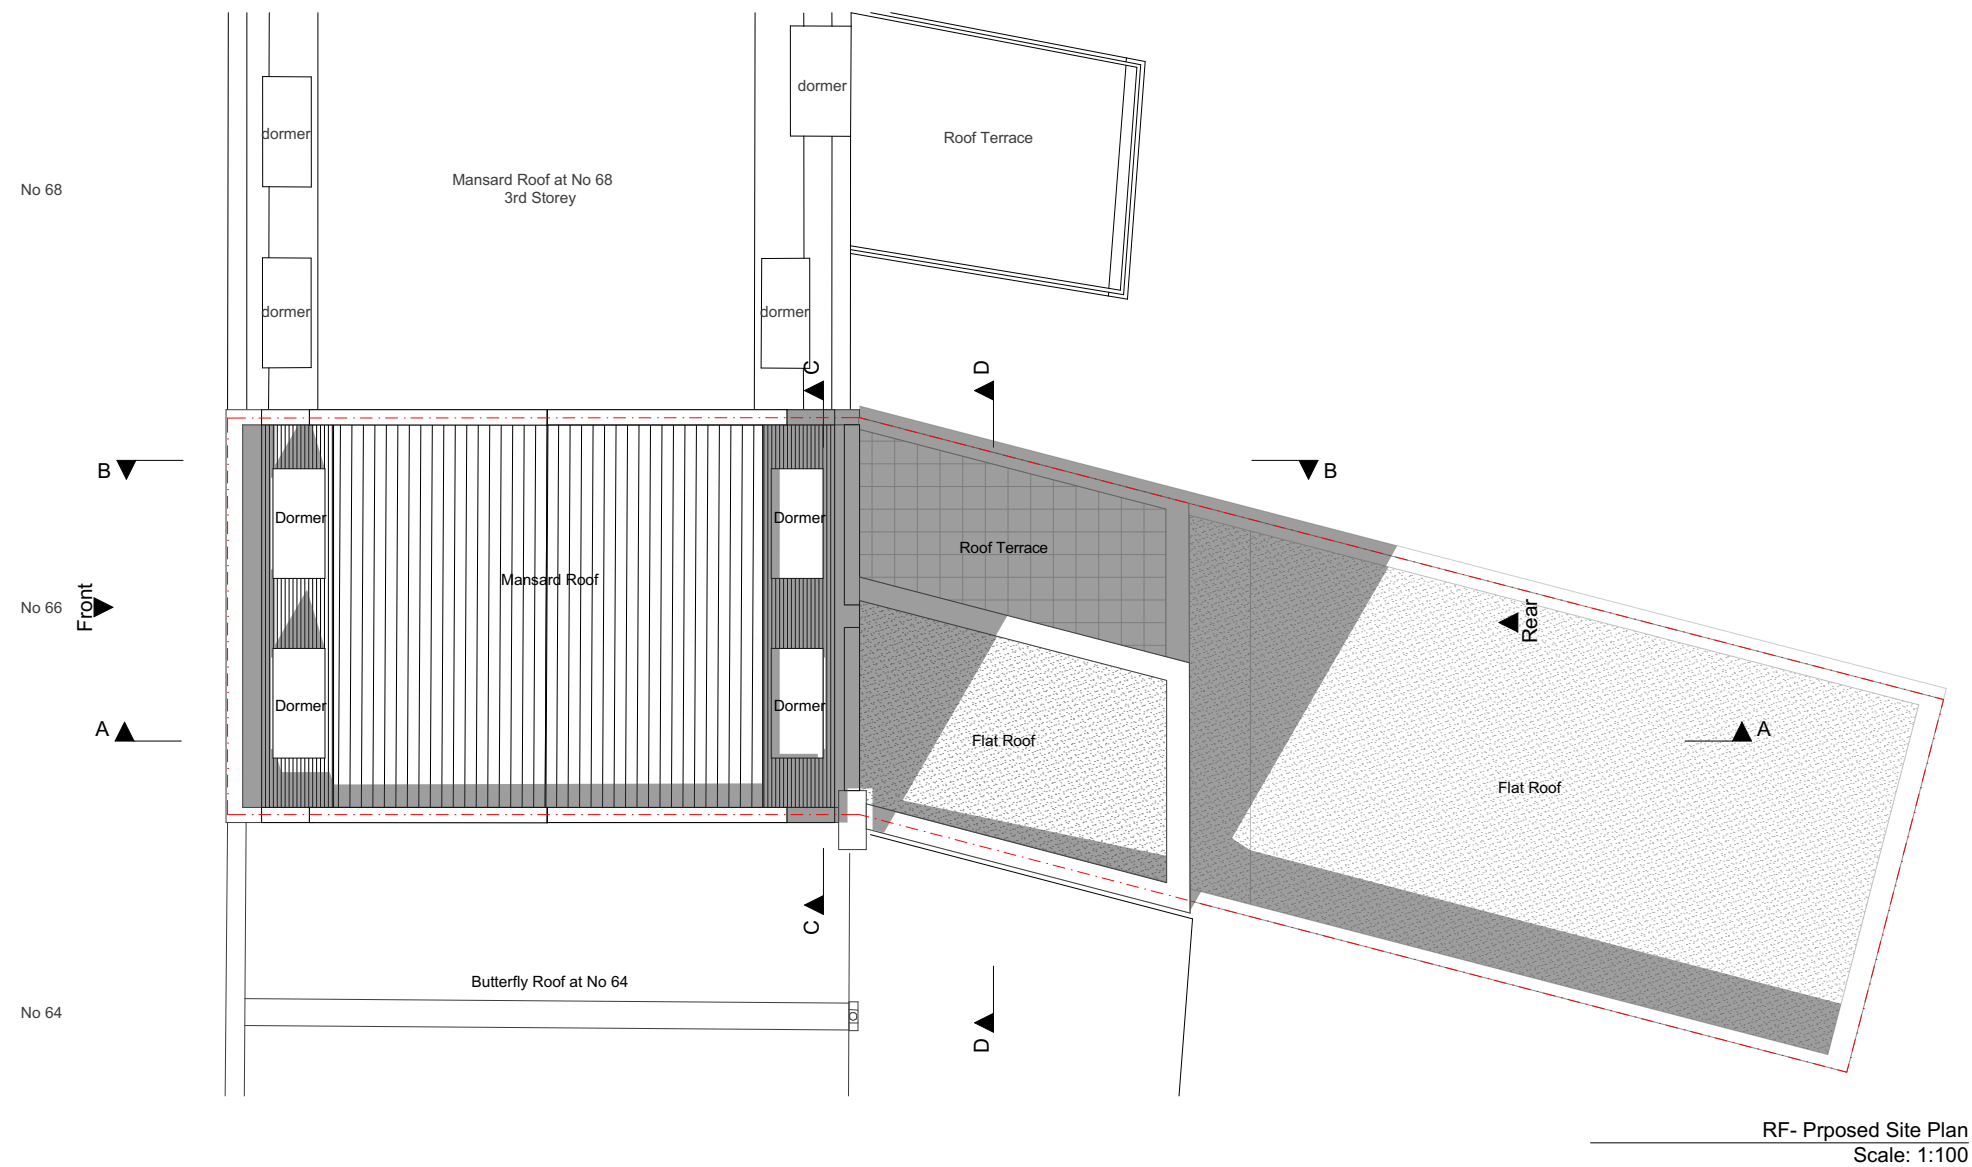 dormer
dormer
Roof Terrace
Mansard Roof at No 68
3rd Storey
No 68
dormer
dormer
C
D
B
B
Dormer
Dormer
Roof Terrace
Mansard Roof
No 66
Front
Rear
Dormer
Dormer
A
A
Flat Roof
Flat Roof
C
Butterfly Roof at No 64
No 64
D
RF- Prposed Site Plan
Scale: 1:100